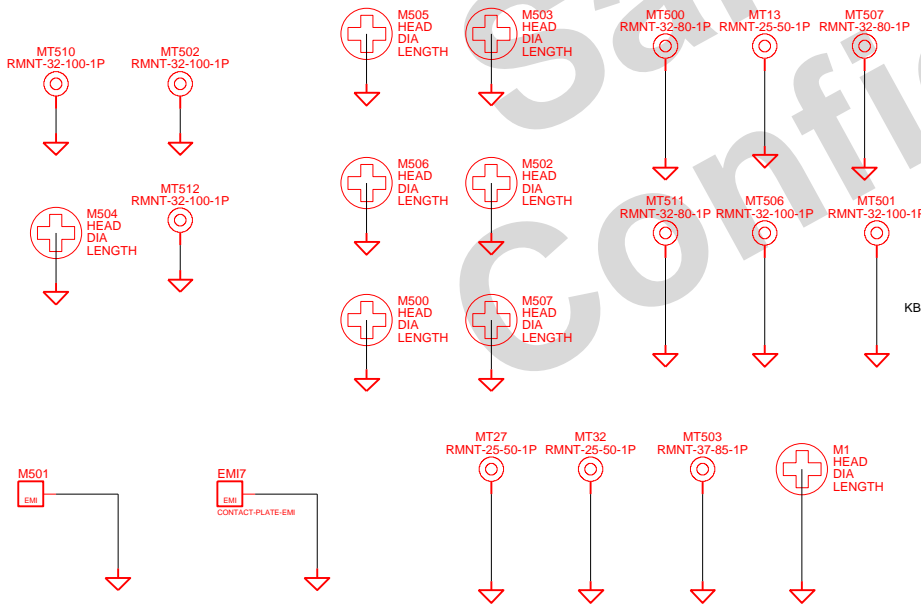 M505
HEAD
DIA
LENGTH
M503
HEAD
DIA
LENGTH
MT500
RMNT-32-80-1P
MT13
RMNT-25-50-1P
MT507
RMNT-32-80-1P
MT510
RMNT-32-100-1P
MT502
RMNT-32-100-1P
M506
HEAD
DIA
LENGTH
M502
HEAD
DIA
LENGTH
MT512
RMNT-32-100-1P
M504
HEAD
DIA
LENGTH
MT511
RMNT-32-80-1P
MT506
RMNT-32-100-1P
MT501
RMNT-32-100-1P
M500
HEAD
DIA
LENGTH
M507
HEAD
DIA
LENGTH
KB
MT27
RMNT-25-50-1P
MT32
RMNT-25-50-1P
MT503
RMNT-37-85-1P
M1
HEAD
DIA
LENGTH
M501
EMI
EMI7
EMI
CONTACT-PLATE-EMI